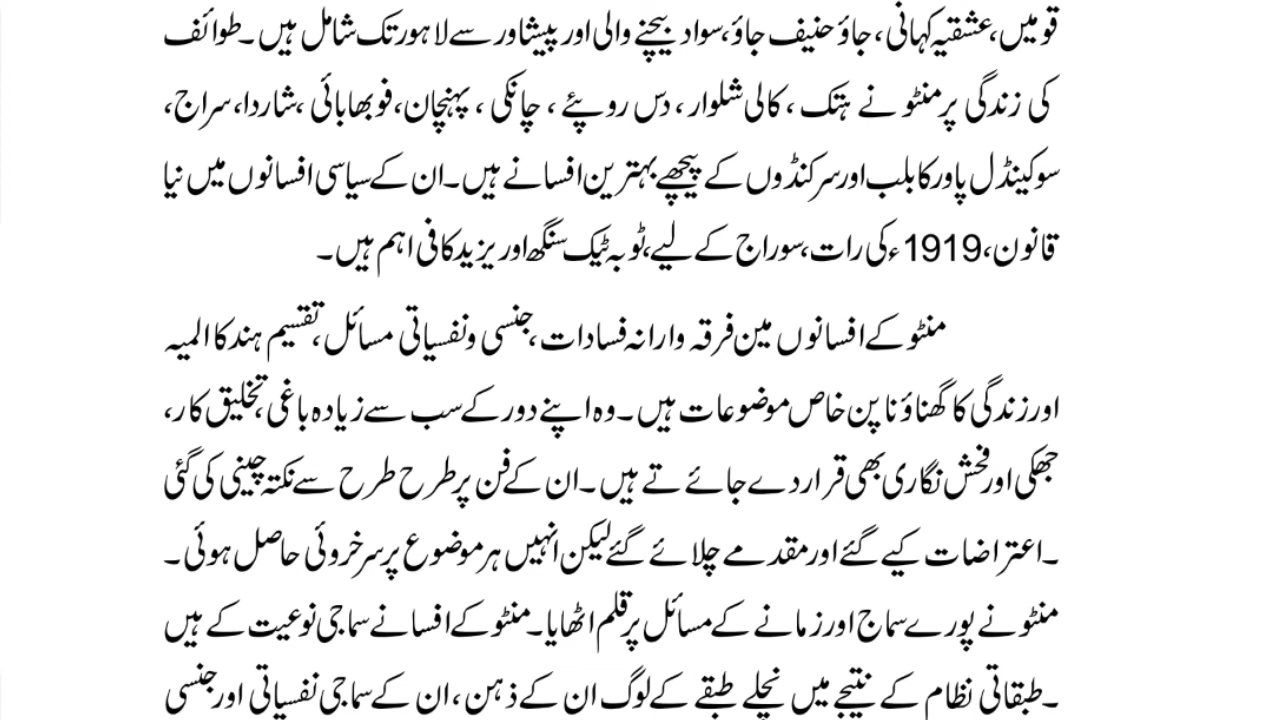 قومیں،عشقیہ کہانی، جاؤ حنیف جاؤ،سواد بیچنے والی اور پیشاور سے لاہور تک شامل ہیں۔طوائف
کی زندگی پر منٹو نے ہتک ، کالی شلوار، دس روپئے ، جانکی ، پہنچان،فوبھابائی ،شاردا، سراج،
سو کینڈل پاور کا بلب اور سرکنڈوں کے پیچھے بہترین افسانے ہیں۔ان کے سیاسی افسانوں میں نیا
قانون،1919ء کی رات،سوراج کے لیے،ٹوبہ ٹیک سنگھ اور یزید کافی اہم ہیں۔
منٹو کے افسانوں مین فرقہ وارانہ فسادات ،جنسی ونفسیاتی مسائل،تقسیم ہند کا المیہ
اور زندگی کا گھناؤنا پن خاص موضوعات ہیں۔وہ اپنے دور کے سب سے زیادہ باغی،تخلیق کار،
جھکی اور فحش نگاری بھی قرار دے جائے تے ہیں۔ان کے فن پر طرح طرح سے نکتہ چینی کی گئی
۔اعتراضات کیے گئے اور مقدمے چلائے گئے لیکن انہیں ہر موضوع پر سرخروئی حاصل ہوئی۔
منٹو نے پورے سماج اور زمانے کے مسائل پر قلم اٹھایا۔منٹو کے افسانے سماجی نوعیت کے ہیں
۔طبقاتی نظام کے نتیجے میں نچلے طبقے کے لوگ ان کے ذہن ،ان کے سماجی نفسیاتی اور جنسی